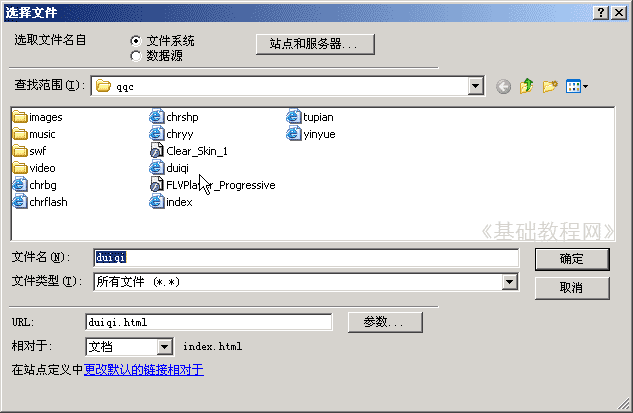 选择文件
选取文件名自
文件系统
数据源
站点和服务器...
查找范围(I): qqc
images chrshp tupian
music chryy yinyue
swf Clear_Skin_1
video duiqi
chrbg FLVPlayer_Progressive
chrflash index
《基础教程网》
文件名(N): duiqi 确定
文件类型(T): 所有文件 (*.*) 取消
URL: duiqi.html 参数...
相对于: 文档 index.html
在站点定义中更改默认的链接相对于